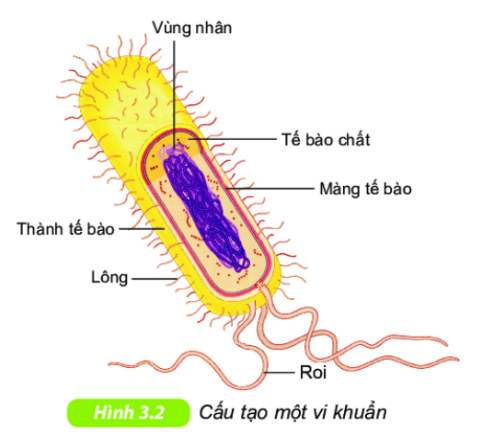 Vùng nhân
Tế bào chất
Màng tế bào
Thành tế bào
Lông
Roi
Hình 3.2 Cấu tạo một vi khuẩn